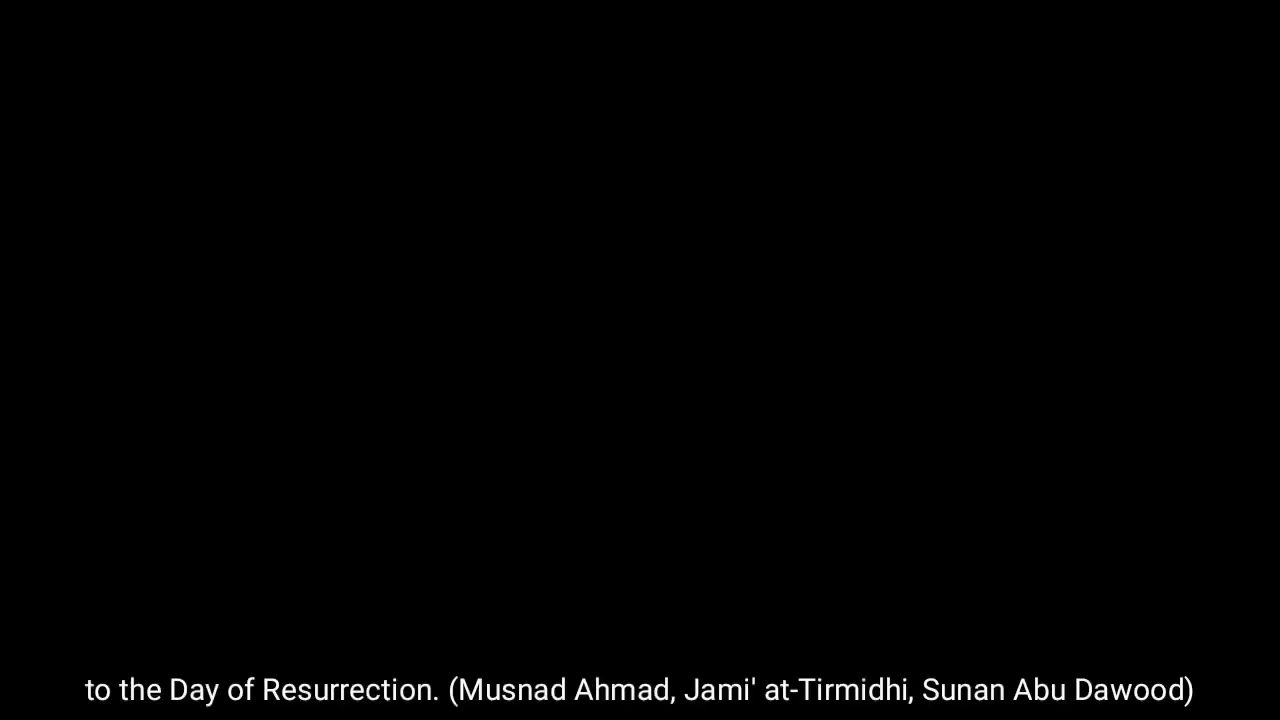 to the Day of Resurrection. (Musnad Ahmad, Jami' at-Tirmidhi, Sunan Abu Dawood)